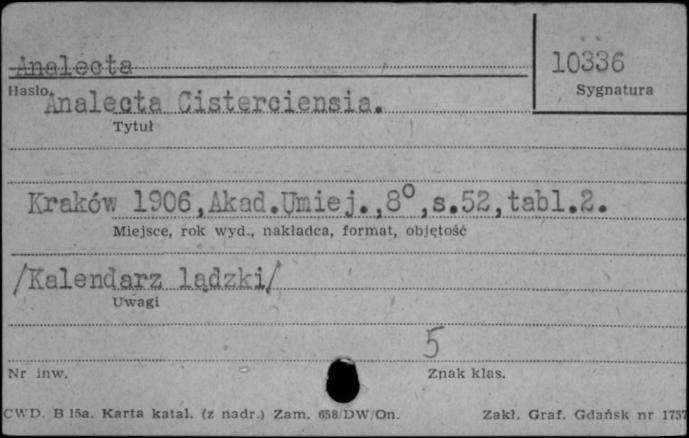 Analecta
10336
Hasło
Sygnatura
Analecta Cisterciensia.
Tytuł
Kraków 1906,Akad.Umiej.,8°,s.52,tabl.2.
Miejsce, rok wyd., nakładca, format, objętość
/Kalendarz lądzki/
Uwagi
5
Nr inw.
Znak klas.
CWD. B 15a. Karta katal. (z nadr.) Zam. 658/DW/On.
Zakł. Graf. Gdańsk nr 1757